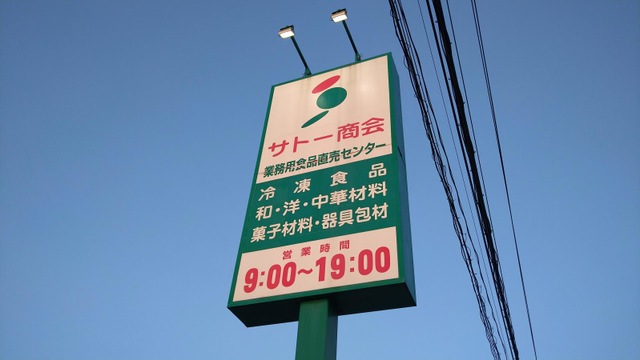 サトー商会
業務用食品直売センター
冷凍食品
和・洋・中華材料
菓子材料・器具包材
営業時間
9:00～19:00